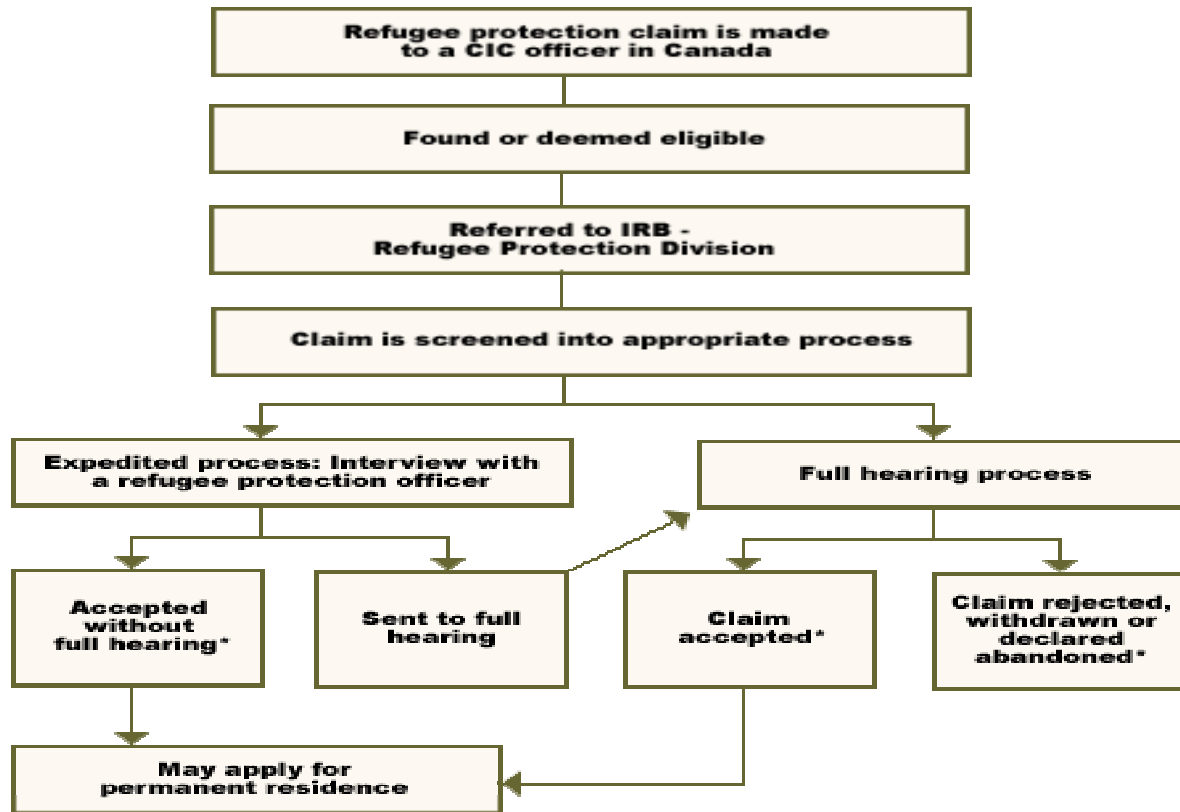 Refugee protection claim is made
to a CIC officer in Canada
Found or deemed eligible
Referred to IRB -
Refugee Protection Division
Claim is screened into appropriate process
Expedited process: Interview with
a refugee protection officer
Full hearing process
Accepted
without
full hearing*
Sent to full
hearing
Claim
accepted*
Claim rejected,
withdrawn or
declared
abandoned*
May apply for
permanent residence